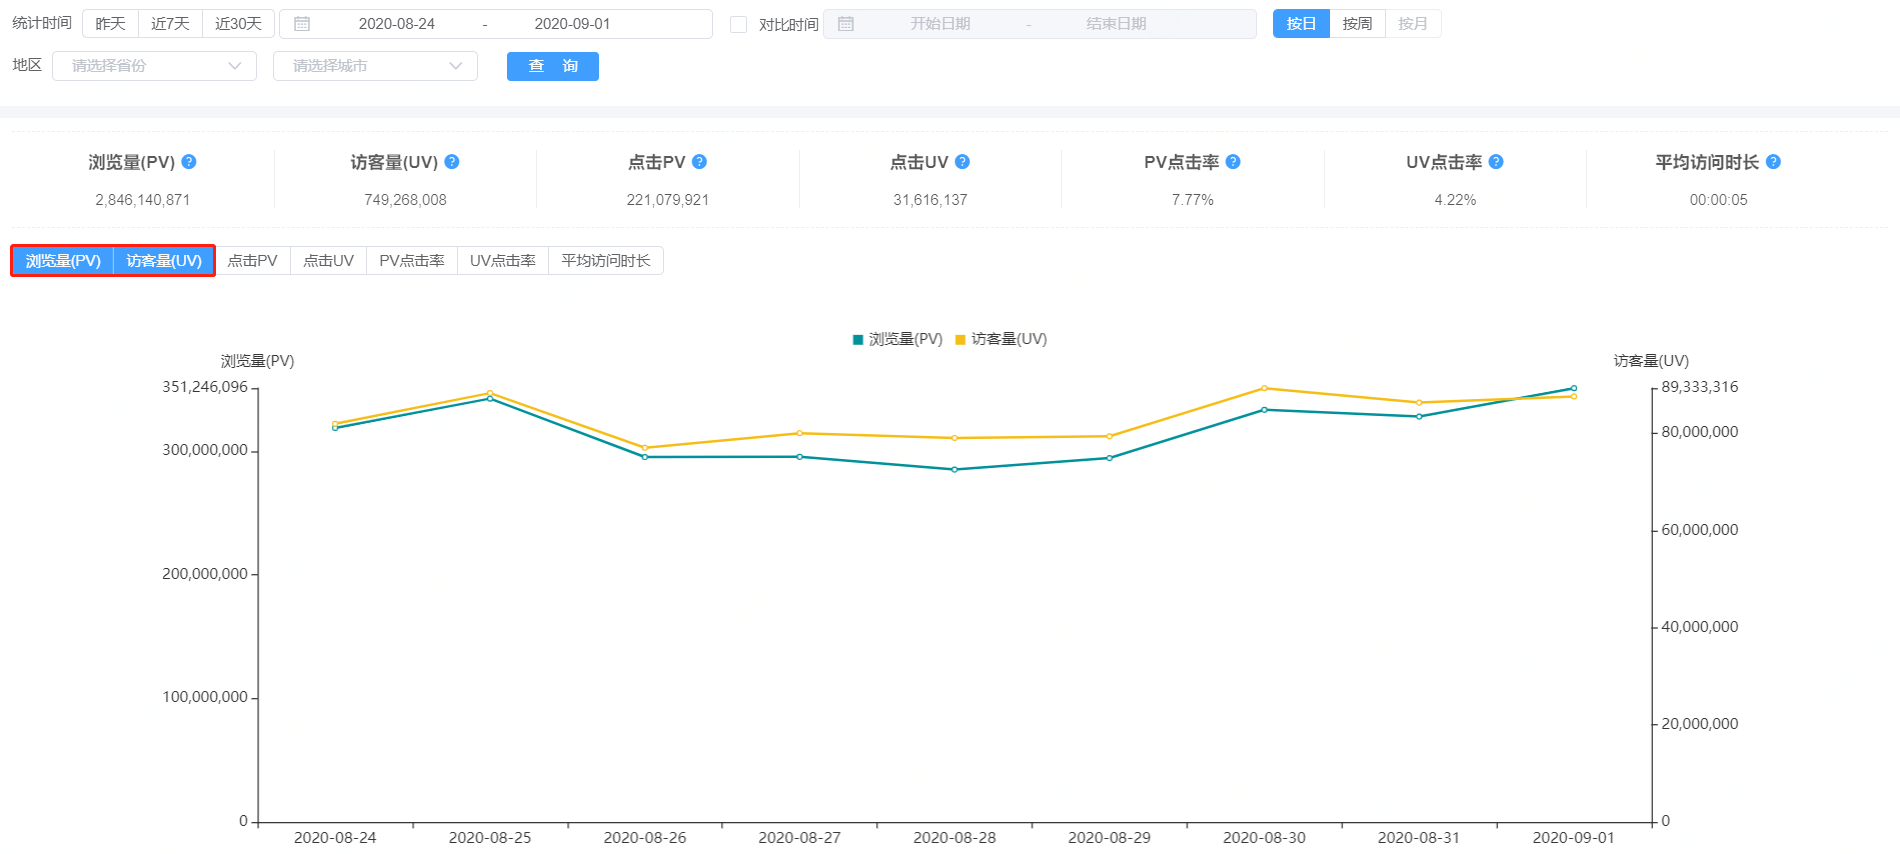 统计时间 昨天 近7天 近30天 2020-08-24 - 2020-09-01 对比时间 开始日期 - 结束日期 按日 按周 按月
地区 请选择省份 请选择城市 查 询
浏览量(PV) ? 访客量(UV) ? 点击PV ? 点击UV ? PV点击率 ? UV点击率 ? 平均访问时长 ?
2,846,140,871 749,268,008 221,079,921 31,616,137 7.77% 4.22% 00:00:05
浏览量(PV) 访客量(UV) 点击PV 点击UV PV点击率 UV点击率 平均访问时长
浏览量(PV) 访客量(UV)
浏览量(PV) 访客量(UV)
351,246,096 89,333,316
80,000,000
300,000,000
60,000,000
200,000,000
40,000,000
100,000,000
20,000,000
0 0
2020-08-24 2020-08-25 2020-08-26 2020-08-27 2020-08-28 2020-08-29 2020-08-30 2020-08-31 2020-09-01